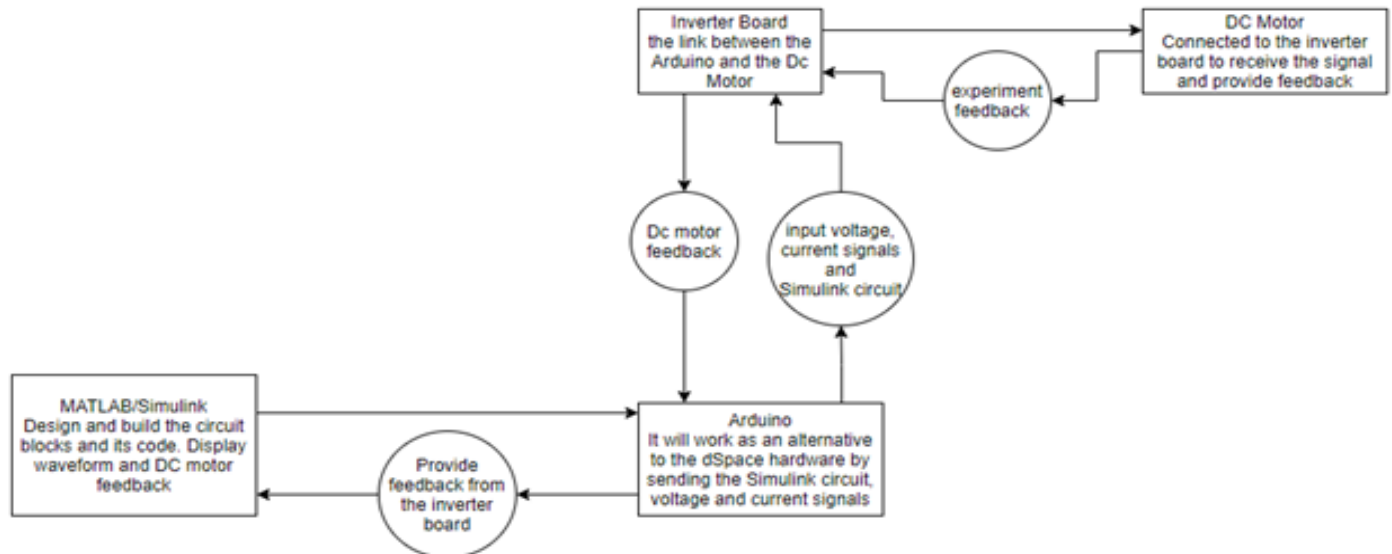 Inverter Board
the link between the
Arduino and the Dc
Motor
DC Motor
Connected to the inverter
board to receive the signal
and provide feedback
experiment
feedback
Dc motor
feedback
input voltage,
current signals
and
Simulink circuit
MATLAB/Simulink
Design and build the circuit
blocks and its code. Display
waveform and DC motor
feedback
Provide
feedback from
the inverter
board
Arduino
It will work as an alternative
to the dSpace hardware by
sending the Simulink circuit,
voltage and current signals